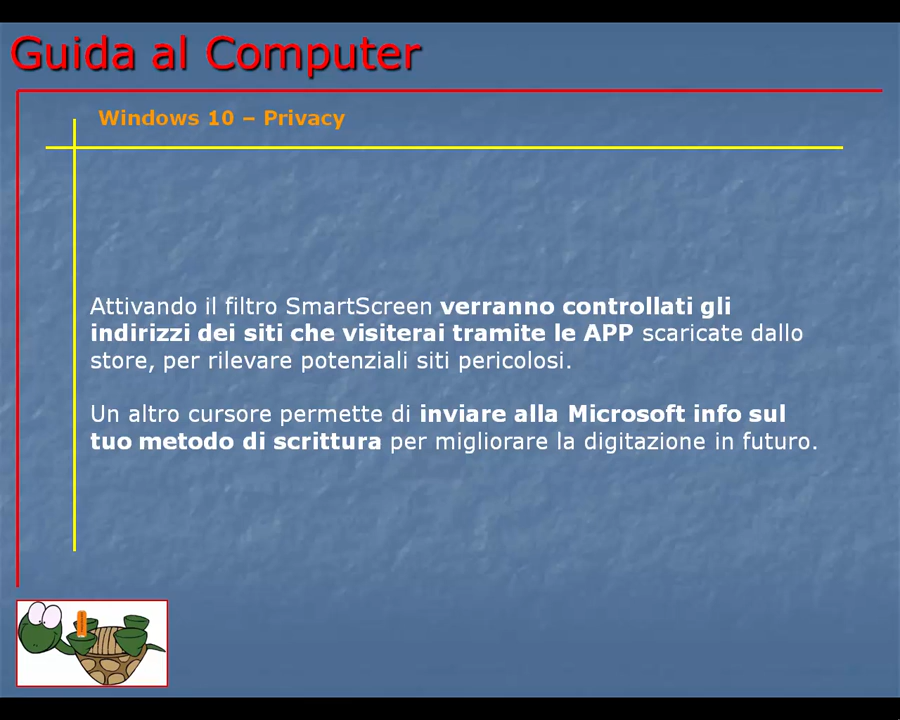 Guida al Computer
Windows 10 – Privacy
Attivando il filtro SmartScreen verranno controllati gli
indirizzi dei siti che visiterai tramite le APP scaricate dallo
store, per rilevare potenziali siti pericolosi.
Un altro cursore permette di inviare alla Microsoft info sul
tuo metodo di scrittura per migliorare la digitazione in futuro.